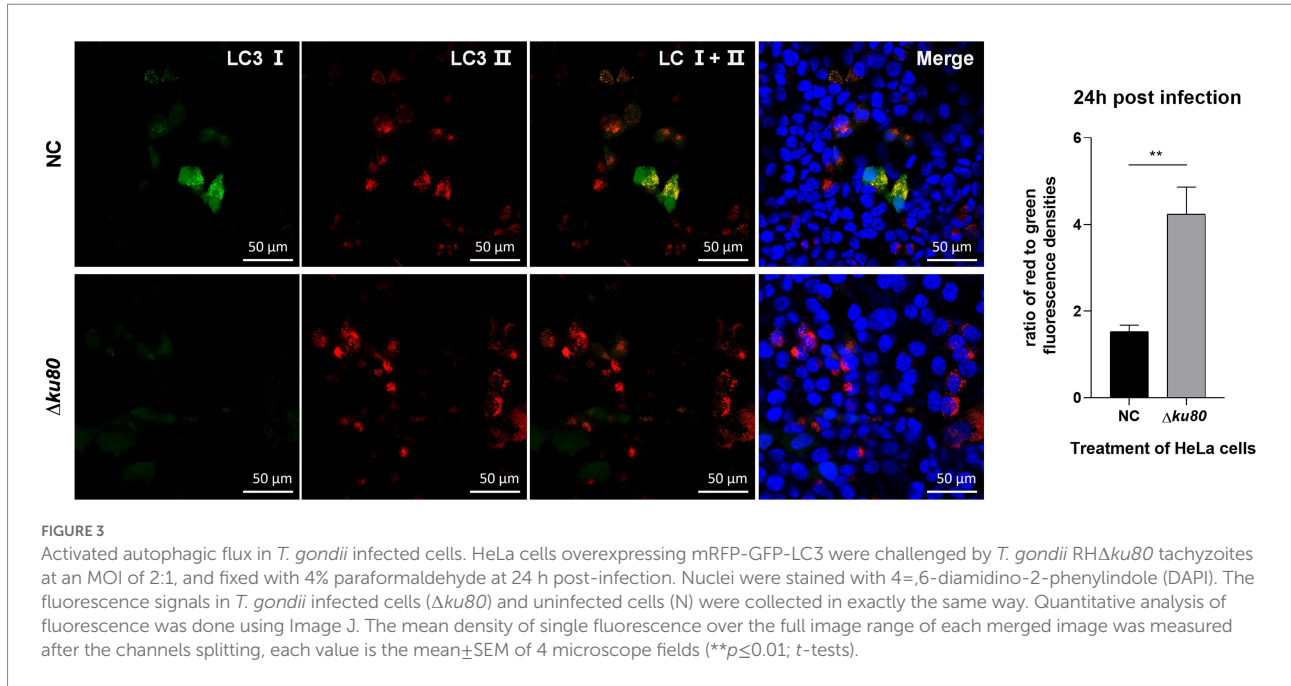 LC3 I
LC3 II
LC I + II
Merge
NC
50 μm
50 μm
50 μm
50 μm
Δku80
50 μm
50 μm
50 μm
50 μm
24h post infection
ratio of red to green
fluorescence densities
6
4
2
0
**
NC
Δku80
Treatment of HeLa cells
FIGURE 3
Activated autophagic flux in T. gondii infected cells. HeLa cells overexpressing mRFP-GFP-LC3 were challenged by T. gondii RHΔku80 tachyzoites
at an MOI of 2:1, and fixed with 4% paraformaldehyde at 24 h post-infection. Nuclei were stained with 4=,6-diamidino-2-phenylindole (DAPI). The
fluorescence signals in T. gondii infected cells (Δku80) and uninfected cells (N) were collected in exactly the same way. Quantitative analysis of
fluorescence was done using Image J. The mean density of single fluorescence over the full image range of each merged image was measured
after the channels splitting, each value is the mean±SEM of 4 microscope fields (**p≤0.01; t-tests).